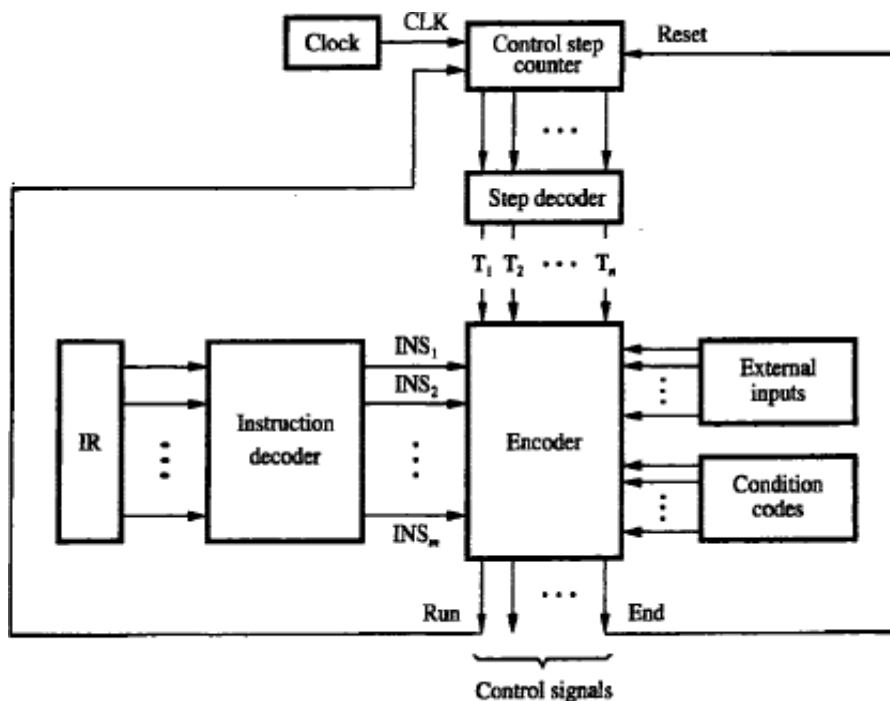 CLK
Clock
Control step
counter
Reset
Step decoder
T₁ T₂ ··· Tₙ
IR
Instruction
decoder
INS₁
INS₂
INSₘ
Encoder
External
inputs
Condition
codes
Run
End
Control signals